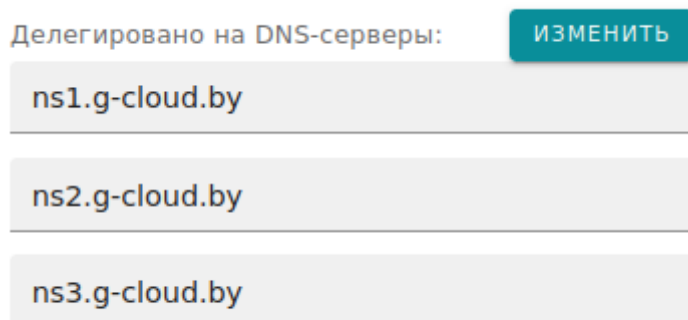 Делегировано на DNS-серверы:
ИЗМЕНИТЬ
ns1.g-cloud.by
ns2.g-cloud.by
ns3.g-cloud.by